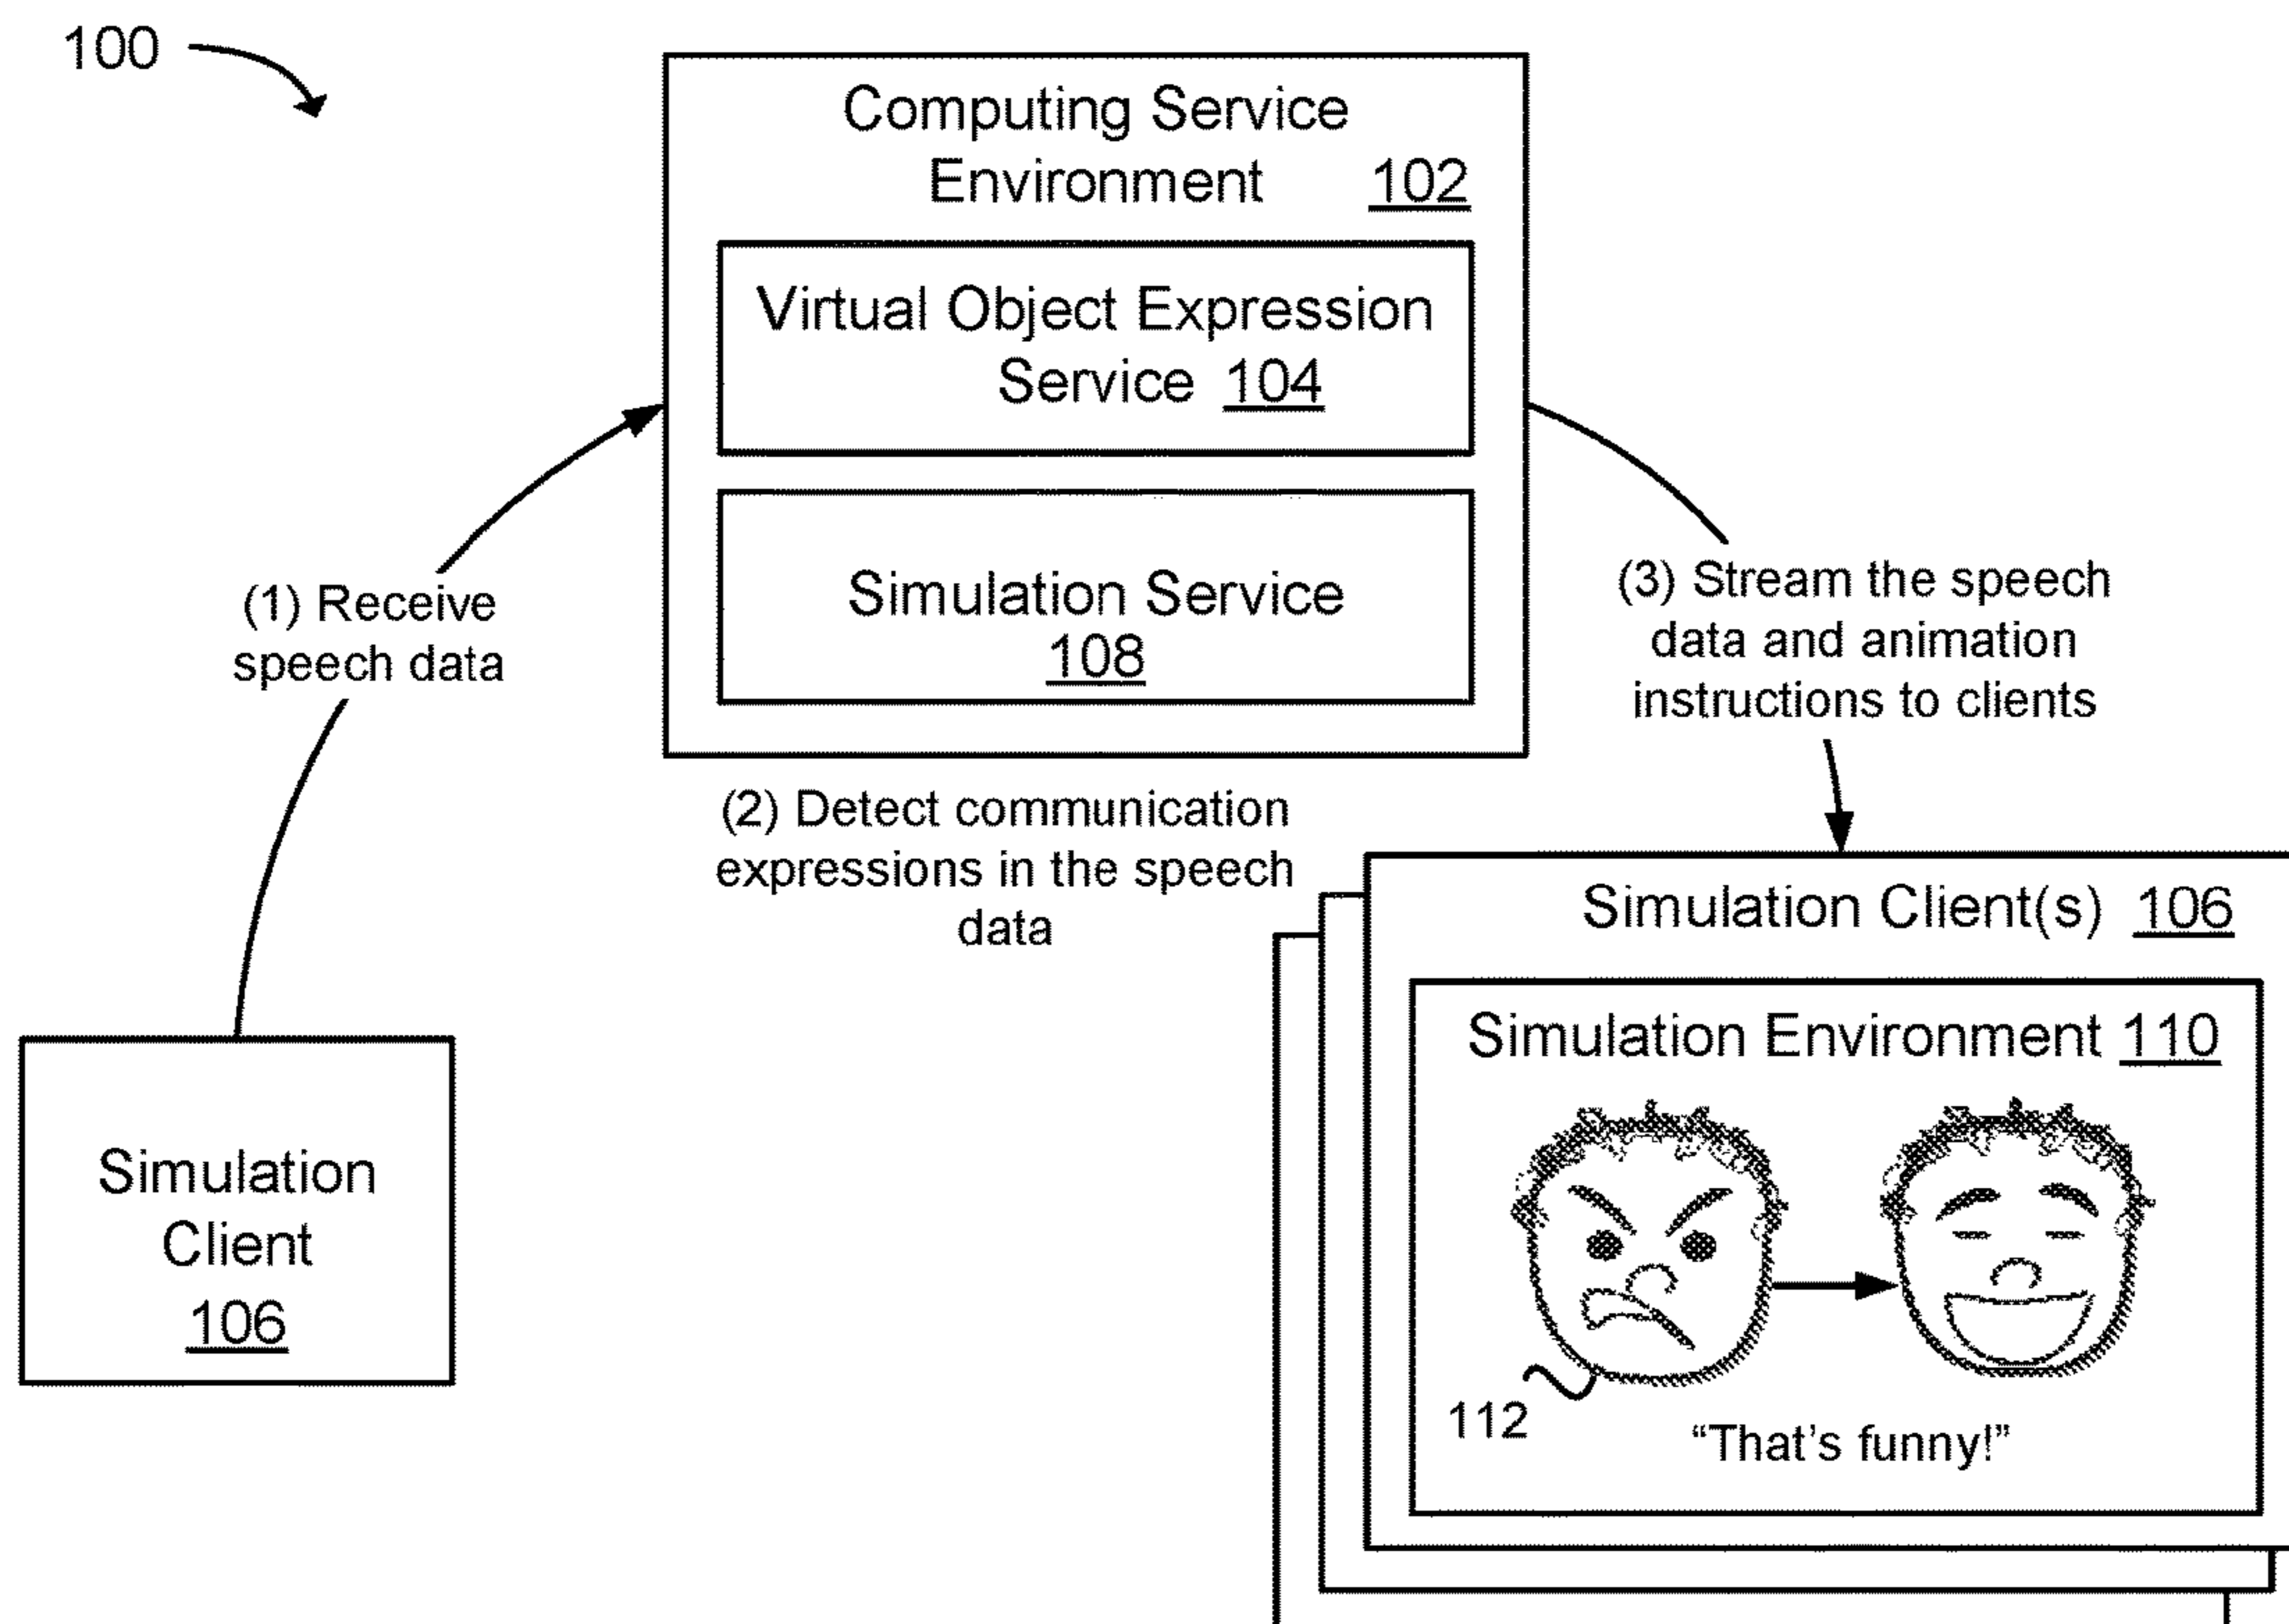 100
Computing Service
Environment 102
Virtual Object Expression
Service 104
Simulation Service
108
(1) Receive
speech data
(2) Detect communication
expressions in the speech
data
(3) Stream the speech
data and animation
instructions to clients
Simulation
Client
106
Simulation Client(s) 106
Simulation Environment 110
112
“That's funny!”